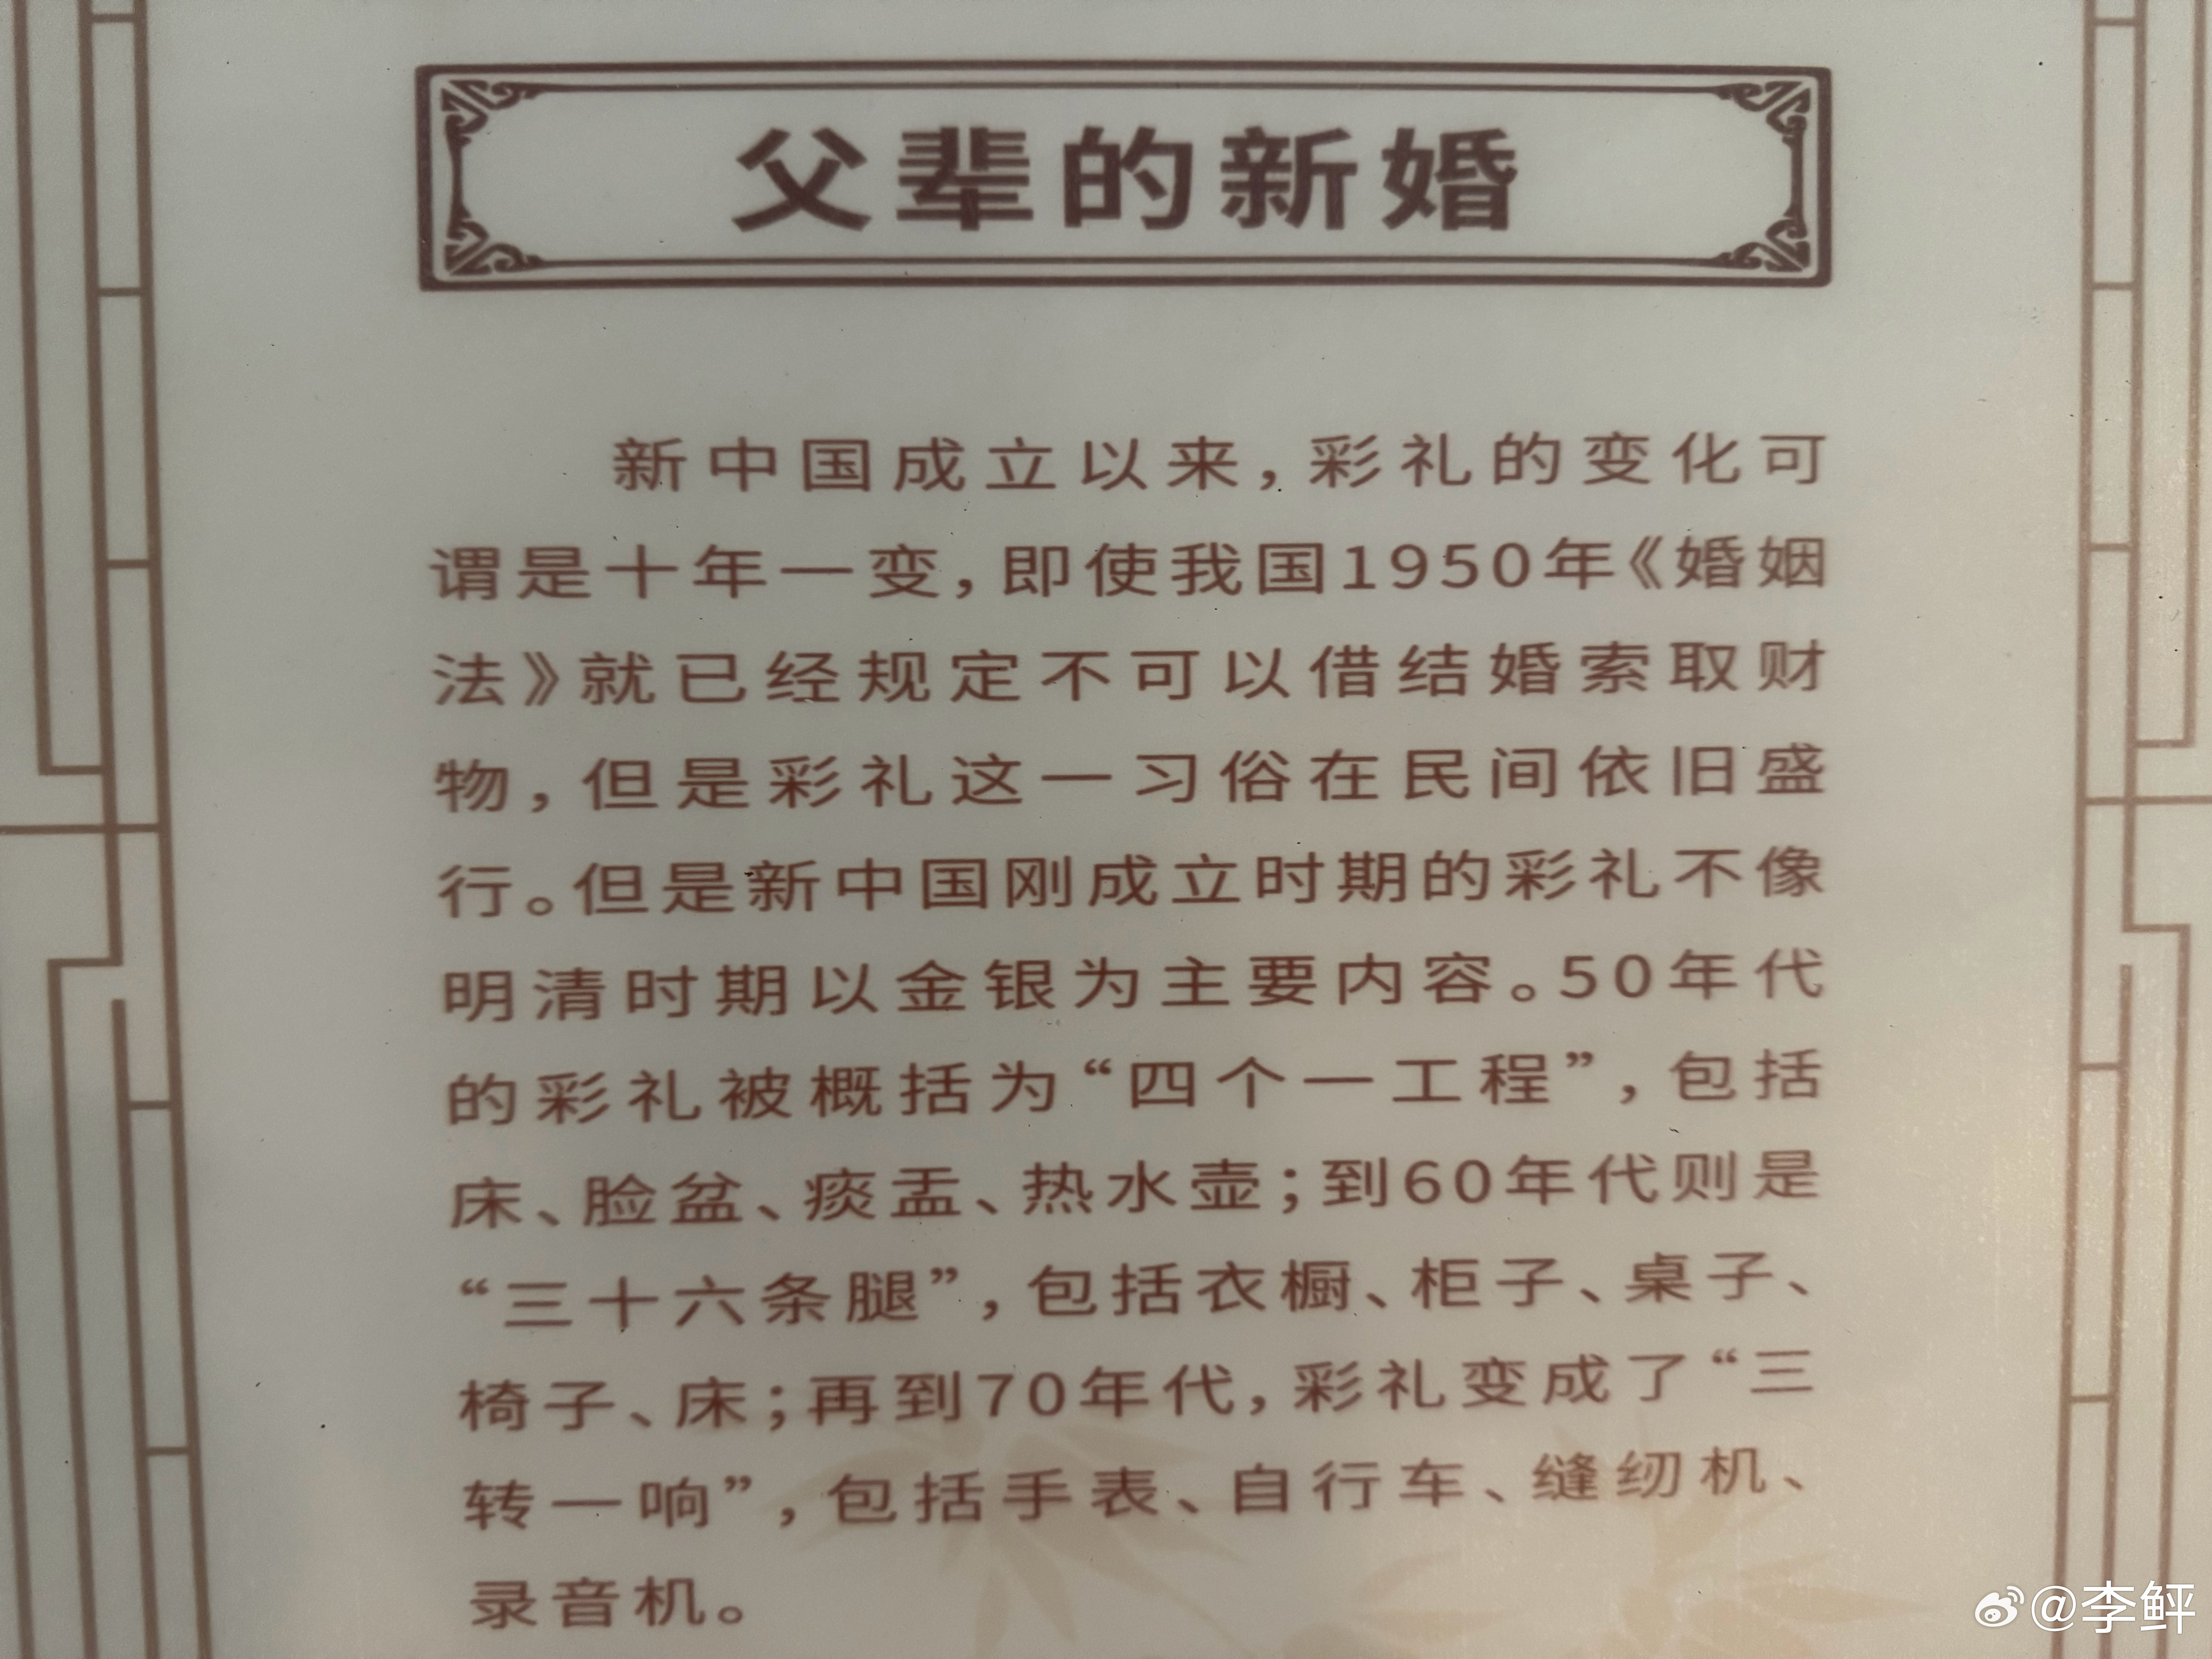 父辈的新婚
新中国成立以来,彩礼的变化可
谓是十年一变,即使我国1950年《婚姻
法》就已经规定不可以借结婚索取财
物,但是彩礼这一习俗在民间依旧盛
行。但是新中国刚成立时期的彩礼不像
明清时期以金银为主要内容。50年代
的彩礼被概括为“四个一工程”,包括
床、脸盆、痰盂、热水壶;到60年代则是
“三十六条腿”,包括衣橱、柜子、桌子、
椅子、床;再到70年代,彩礼变成了“三
转一响”,包括手表、自行车、缝纫机、
录音机。
@李鲆